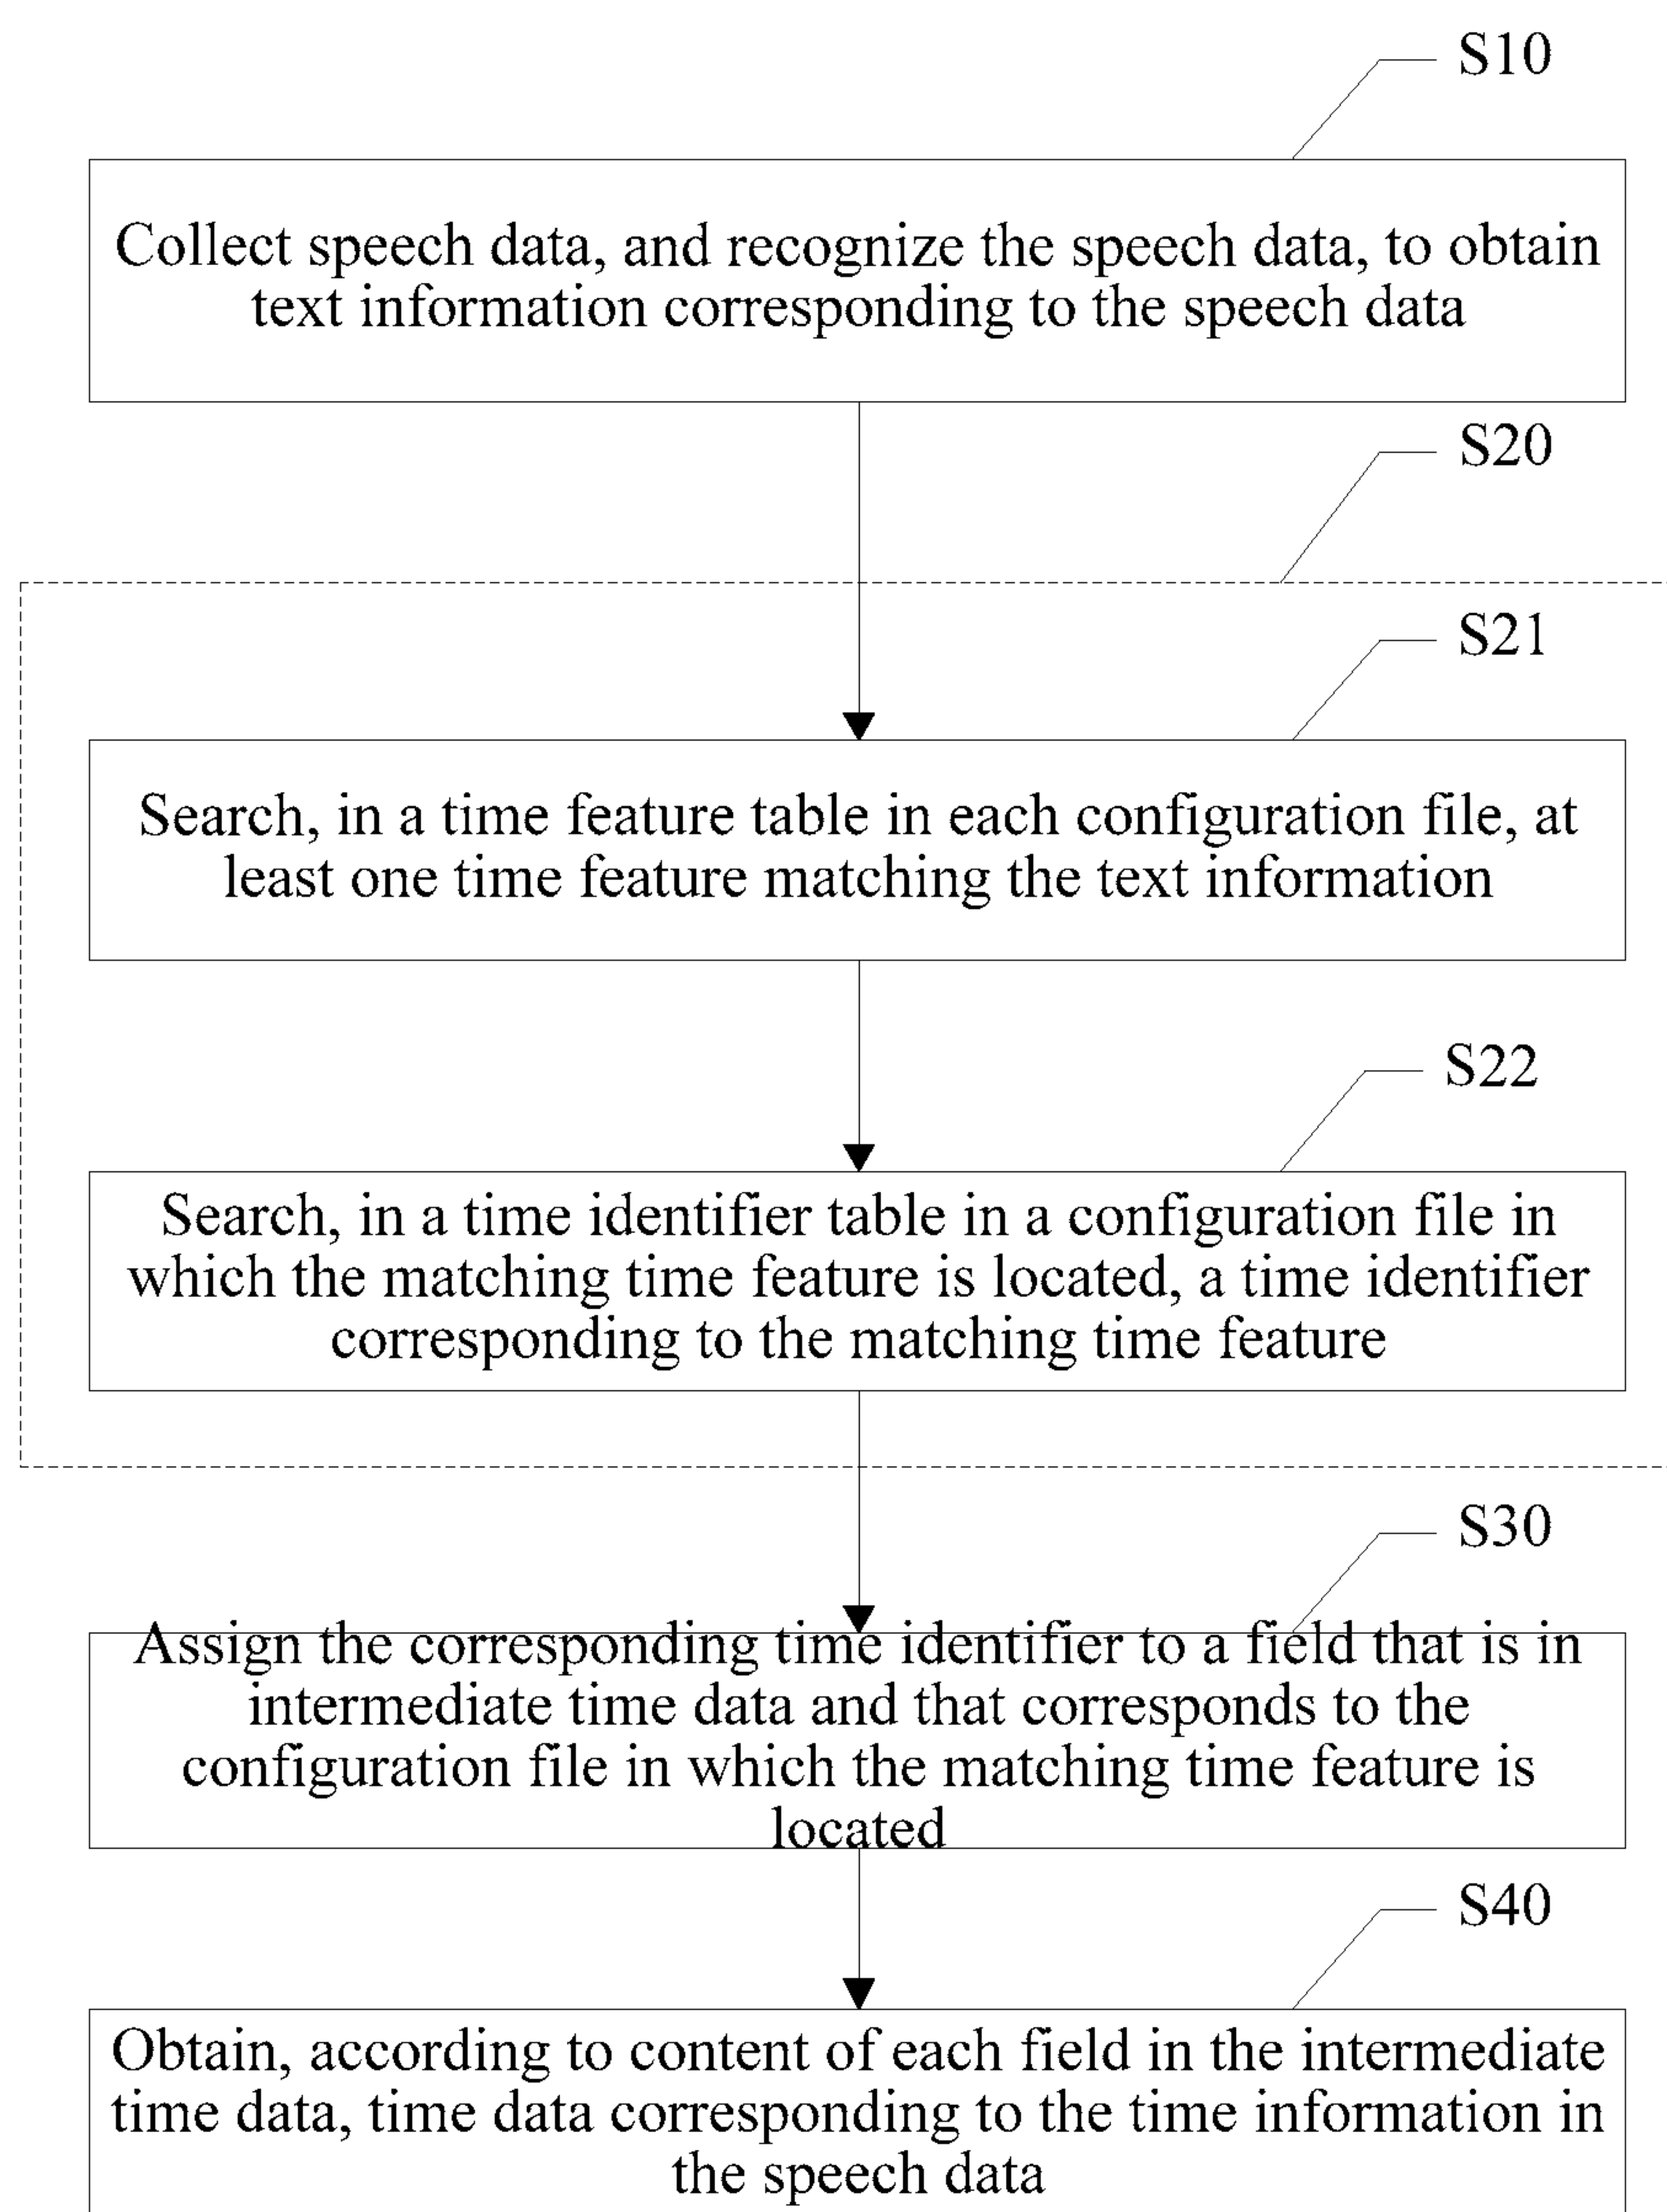 S10
Collect speech data, and recognize the speech data, to obtain
text information corresponding to the speech data
S20
S21
Search, in a time feature table in each configuration file, at
least one time feature matching the text information
S22
Search, in a time identifier table in a configuration file in
which the matching time feature is located, a time identifier
corresponding to the matching time feature
S30
Assign the corresponding time identifier to a field that is in
intermediate time data and that corresponds to the
configuration file in which the matching time feature is
located
S40
Obtain, according to content of each field in the intermediate
time data, time data corresponding to the time information in
the speech data